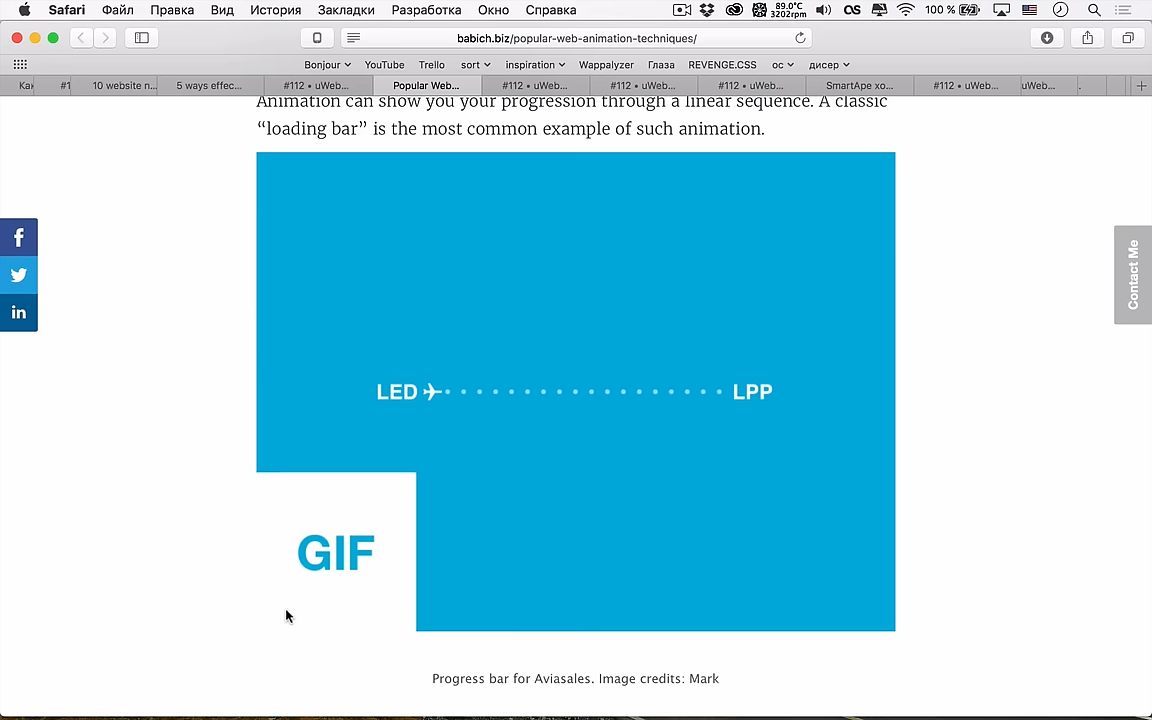 Safari Файл Правка Вид История Закладки Разработка Окно Справка 89.0°C 3202rpm 100 %
babich.biz/popular-web-animation-techniques/
Bonjour YouTube Trello sort inspiration Wappalyzer Глаза REVENGE.CSS ос дисер
Как #1 10 website n... 5 ways effec... #112 • uWeb... Popular Web... #112 • uWeb... #112 • uWeb... #112 • uWeb... SmartApe хо... #112 • uWeb... uWeb...
Animation can show you your progression through a linear sequence. A classic
“loading bar” is the most common example of such animation.
Contact Me
LED LPP
GIF
Progress bar for Aviasales. Image credits: Mark